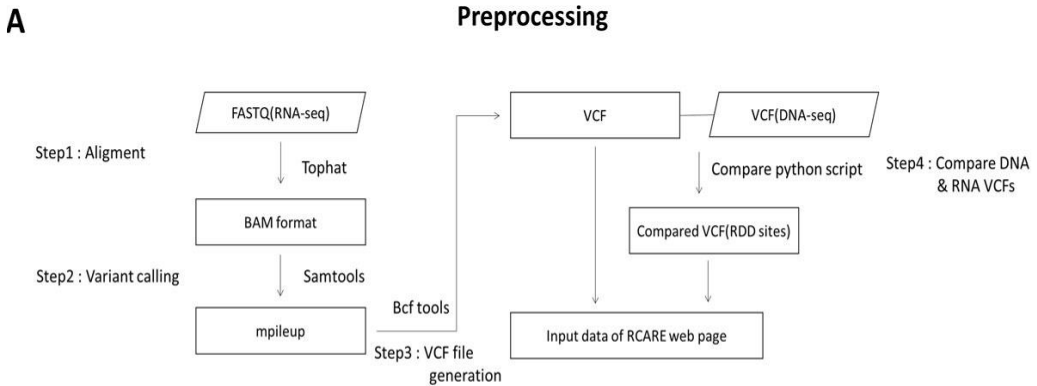 A
Preprocessing
FASTQ(RNA-seq)
Step1 : Aligment
Tophat
BAM format
Step2 : Variant calling
Samtools
mpileup
Bcf tools
Step3 : VCF file
generation
VCF
VCF(DNA-seq)
Compare python script
Step4 : Compare DNA
& RNA VCFs
Compared VCF(RDD sites)
Input data of RCARE web page